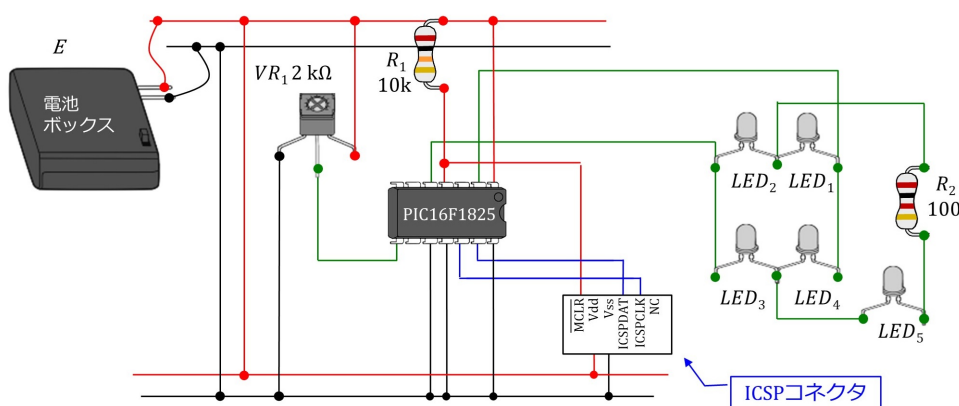 E
電池
ボックス
VR₁ 2 kΩ
R₁
10k
PIC16F1825
LED₂ LED₁
R₂
100
LED₃ LED₄
LED₅
MCLR
Vdd
Vss
ICSPDAT
ICSPCLK
NC
ICSPコネクタ